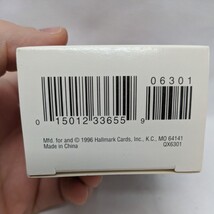 06301
0 15012 33655 9
Mfd. for and © 1996 Hallmark Cards, Inc., K.C., MO 64141
Made in China QX6301